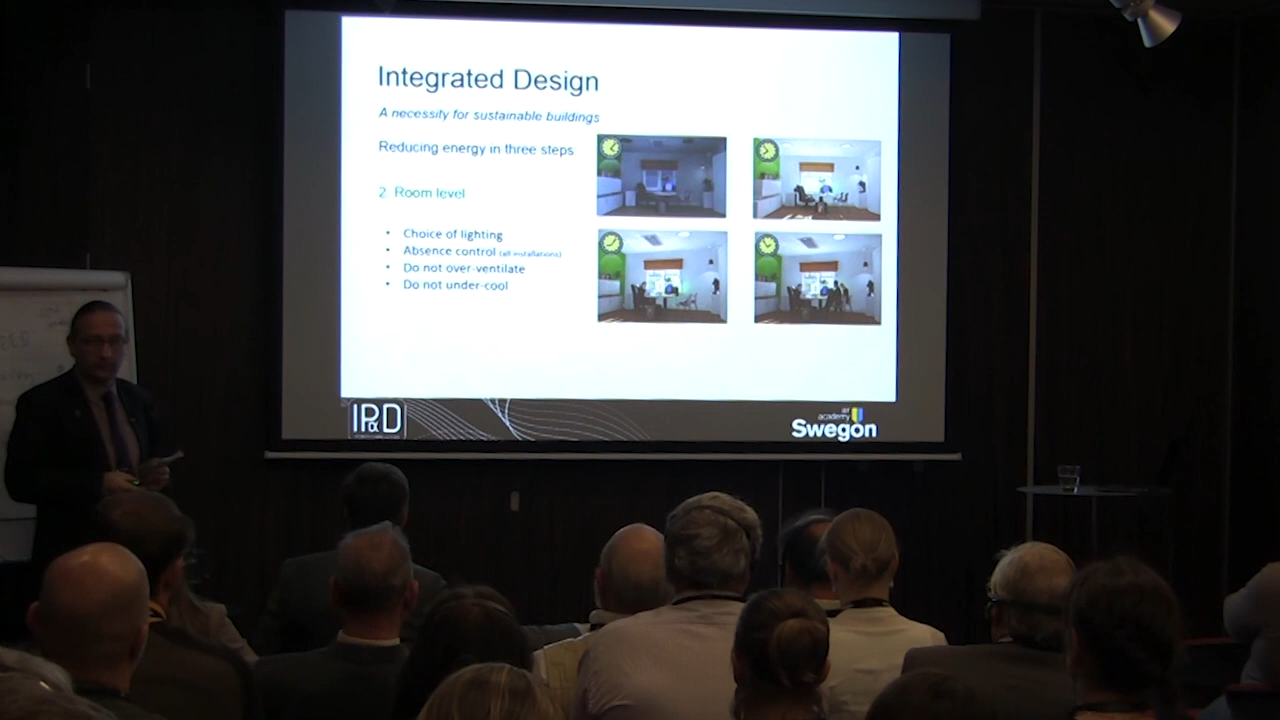 Integrated Design
A necessity for sustainable buildings
Reducing energy in three steps
2. Room level
• Choice of lighting
• Absence control (all installations)
• Do not over-ventilate
• Do not under-cool
IP&D
air
academy
Swegon